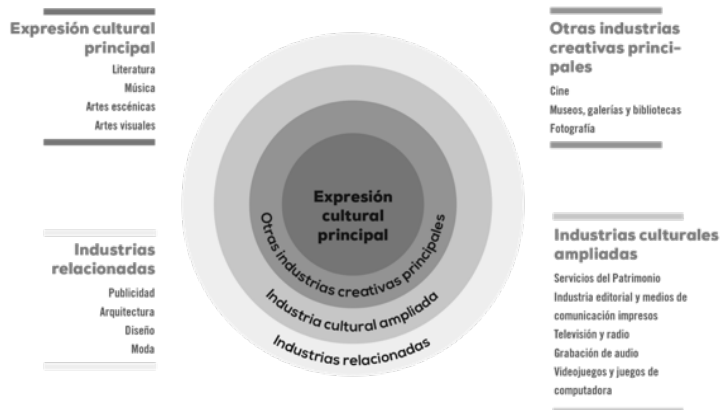 Expresión cultural
principal
Literatura
Música
Artes escénicas
Artes visuales
Industrias
relacionadas
Publicidad
Arquitectura
Diseño
Moda
Expresión
cultural
principal
Otras industrias creativas principales
Industria cultural ampliada
Industrias relacionadas
Otras industrias
creativas princi-
pales
Cine
Museos, galerías y bibliotecas
Fotografía
Industrias culturales
ampliadas
Servicios del Patrimonio
Industria editorial y medios de
comunicación impresos
Televisión y radio
Grabación de audio
Videojuegos y juegos de
computadora